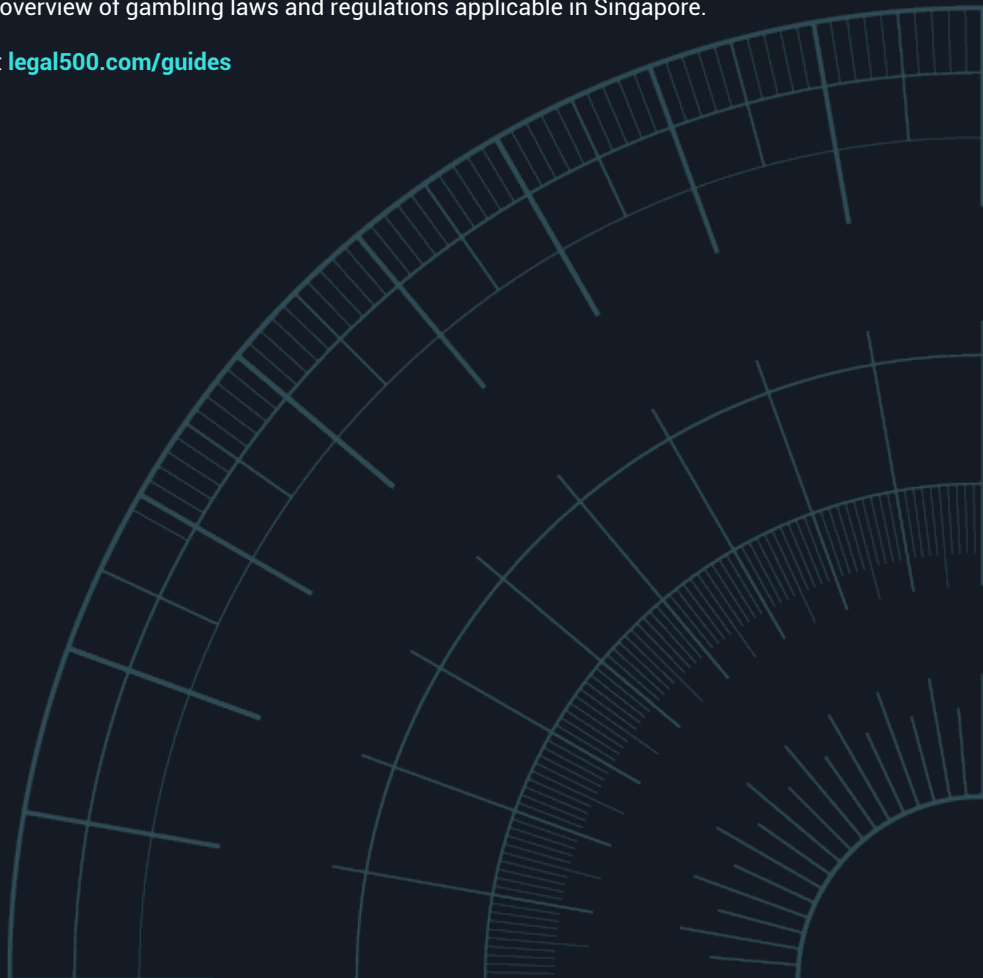 overview of gambling laws and regulations applicable in Singapore.
: legal500.com/guides